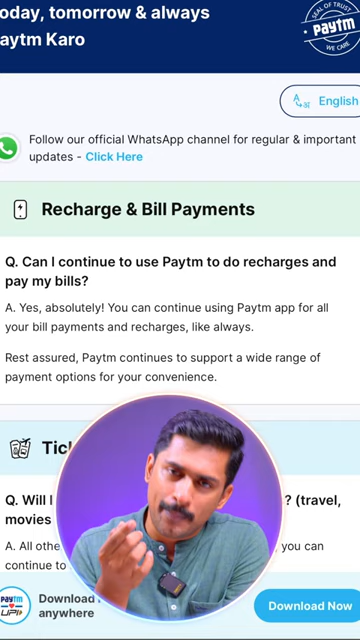 oday, tomorrow & always
aytm Karo
SEAL OF TRUST
paytm
WE CARE
English
Follow our official WhatsApp channel for regular & important
updates - Click Here
Recharge & Bill Payments
Q. Can I continue to use Paytm to do recharges and
pay my bills?
A. Yes, absolutely! You can continue using Paytm app for all
your bill payments and recharges, like always.
Rest assured, Paytm continues to support a wide range of
payment options for your convenience.
Tic
Q. Will I ? (travel,
movies
A. All othe you can
continue to
paytm
UPI
Download
anywhere
Download Now